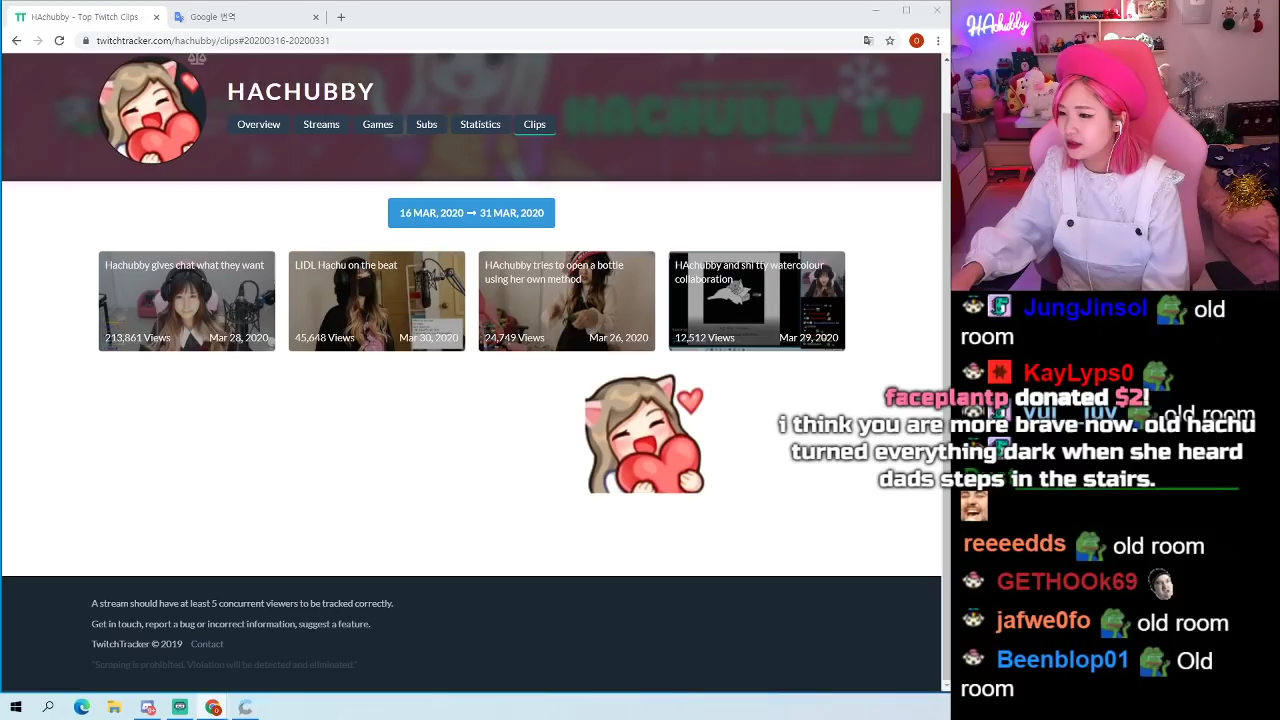 HAchubby - Top Twitch Clips -
Google 번역
twitchtracker.com/hachubby/clips#20200316-20200331
HACHUBBY
HACHUBBY TV
Overview
Streams
Games
Subs
Statistics
Clips
16 MAR, 2020 ➞ 31 MAR, 2020
Hachubby gives chat what they want
213,861 Views
Mar 28, 2020
LIDL Hachu on the beat
45,648 Views
Mar 30, 2020
HAchubby tries to open a bottle
using her own method
24,749 Views
Mar 26, 2020
HAchubby and shi tty watercolour
collaboration
12,512 Views
Mar 29, 2020
A stream should have at least 5 concurrent viewers to be tracked correctly.
Get in touch, report a bug or incorrect information, suggest a feature.
TwitchTracker © 2019 Contact
"Scraping is prohibited. Violation will be detected and eliminated."
HAchubby
JungJinsol old
room
KayLyps0
faceplantp donated $2!
i think you are more brave now. old hachu
turned everything dark when she heard
dads steps in the stairs.
old room
reeeedds old room
GETHOOk69
jafwe0fo old room
Beenblop01 Old
room